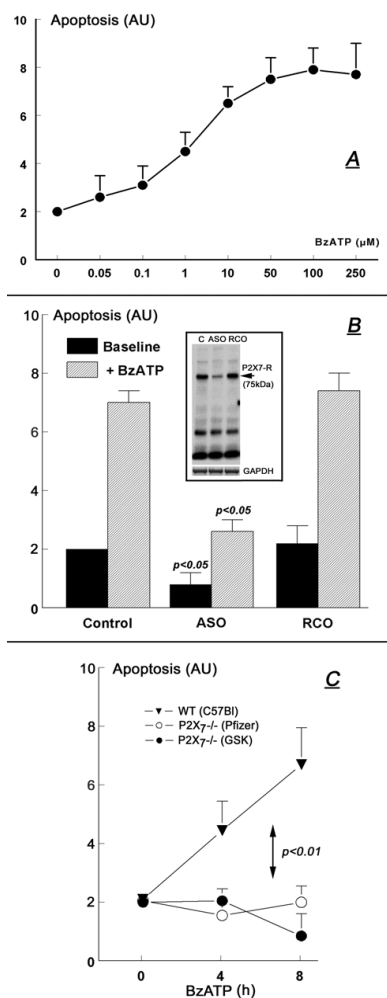 Apoptosis (AU)
10
8
6
4
2
0
A
BzATP (µM)
0 0.05 0.1 1 10 50 100 250
Apoptosis (AU)
10
8
6
4
2
0
B
Baseline
+ BzATP
C ASO RCO
P2X7-R
(75kDa)
GAPDH
p<0.05
p<0.05
Control ASO RCO
Apoptosis (AU)
10
8
6
4
2
0
C
WT (C57Bl)
P2X7-/- (Pfizer)
P2X7-/- (GSK)
p<0.01
0 4 8
BzATP (h)